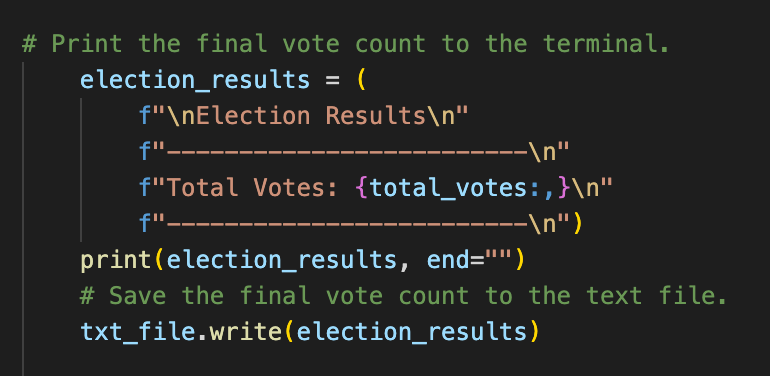 # Print the final vote count to the terminal.
    election_results = (
        f"\nElection Results\n"
        f"-------------------------\n"
        f"Total Votes: {total_votes:,}\n"
        f"-------------------------\n")
    print(election_results, end="")
    # Save the final vote count to the text file.
    txt_file.write(election_results)